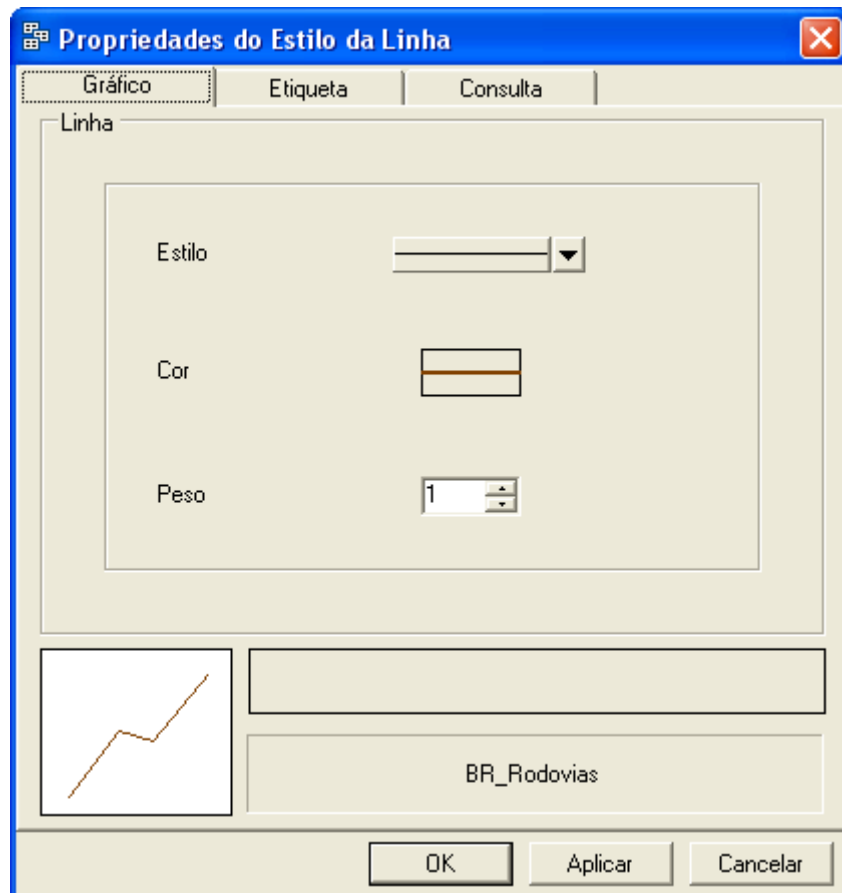 Propriedades do Estilo da Linha
Gráfico Etiqueta Consulta
Linha
Estilo
Cor
Peso 1
BR_Rodovias
OK Aplicar Cancelar